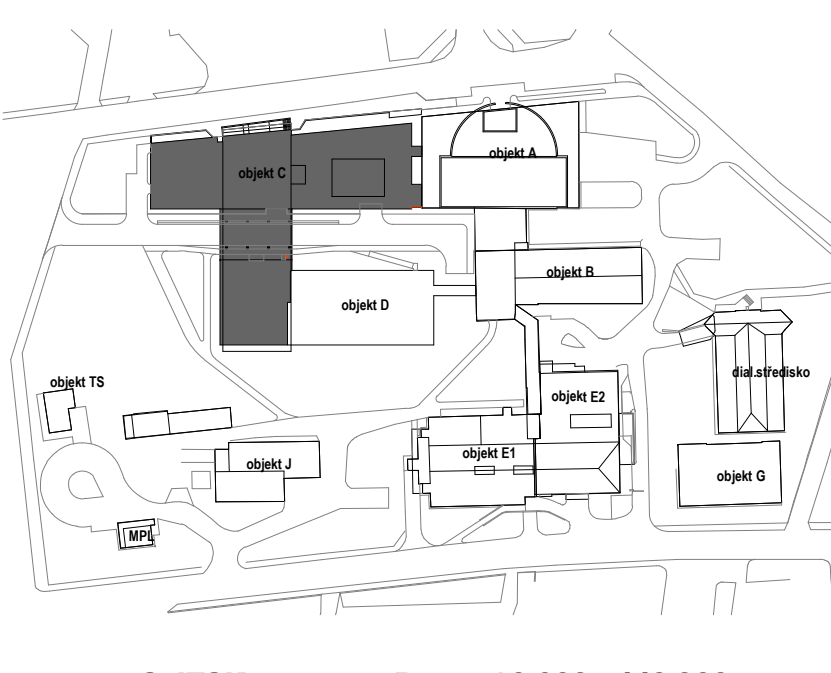 objekt A
objekt C
objekt B
objekt D
dial.středisko
objekt TS
objekt E2
objekt E1
objekt J
objekt G
MPL